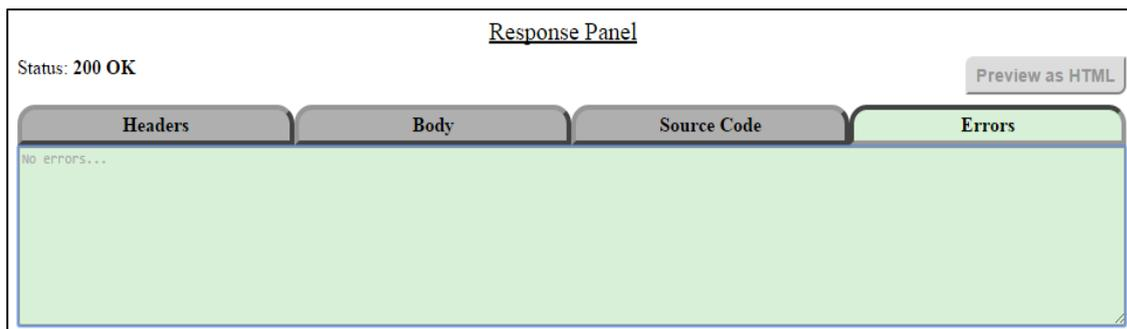 Response Panel
Status: 200 OK
Preview as HTML
Headers Body Source Code Errors
No errors...